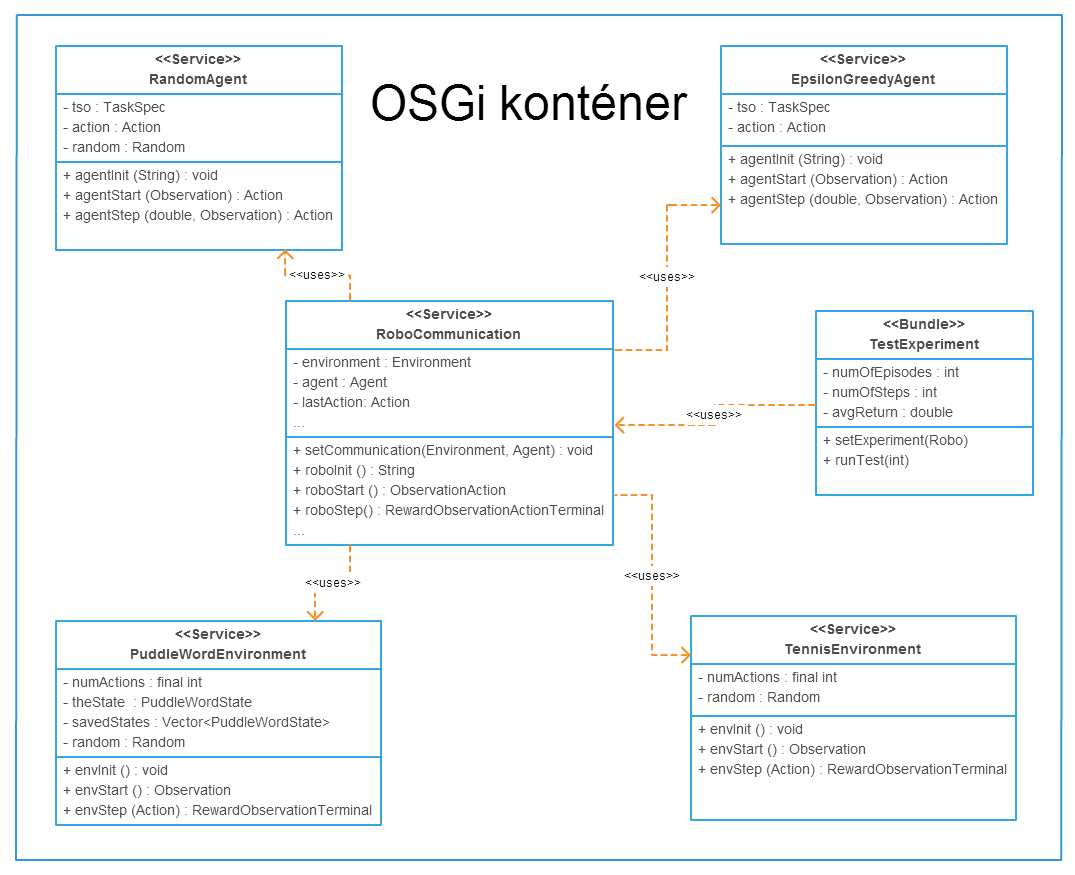 OSGi konténer
<<Service>>
RandomAgent
- tso : TaskSpec
- action : Action
- random : Random
+ agentInit (String) : void
+ agentStart (Observation) : Action
+ agentStep (double, Observation) : Action
<<Service>>
EpsilonGreedyAgent
- tso : TaskSpec
- action : Action
+ agentInit (String) : void
+ agentStart (Observation) : Action
+ agentStep (double, Observation) : Action
<<uses>>
<<uses>>
<<Service>>
RoboCommunication
- environment : Environment
- agent : Agent
- lastAction: Action
...
+ setCommunication(Environment, Agent) : void
+ roboInit () : String
+ roboStart () : ObservationAction
+ roboStep() : RewardObservationActionTerminal
...
<<uses>>
<<Bundle>>
TestExperiment
- numOfEpisodes : int
- numOfSteps : int
- avgReturn : double
+ setExperiment(Robo)
+ runTest(int)
<<uses>>
<<uses>>
<<Service>>
PuddleWordEnvironment
- numActions : final int
- theState : PuddleWordState
- savedStates : Vector<PuddleWordState>
- random : Random
+ envInit () : void
+ envStart () : Observation
+ envStep (Action) : RewardObservationTerminal
<<Service>>
TennisEnvironment
- numActions : final int
- random : Random
+ envInit () : void
+ envStart () : Observation
+ envStep (Action) : RewardObservationTerminal